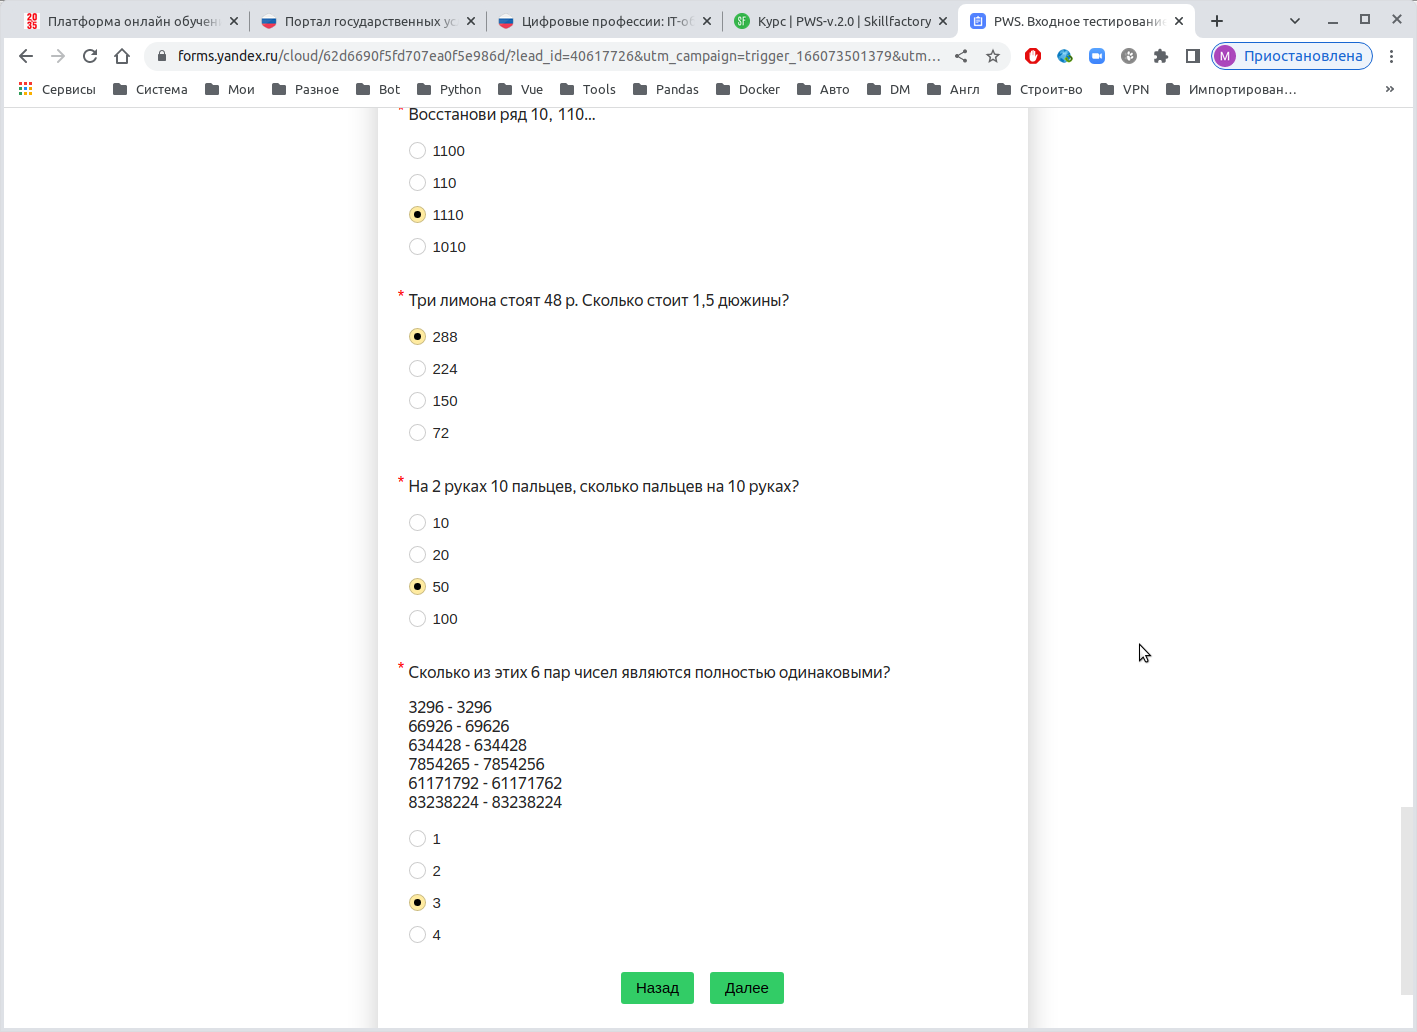 20
35
Платформа онлайн обучен
Портал государственных ус
Цифровые профессии: IT-об
SF
Курс | PWS-v.2.0 | Skillfactory
PWS. Входное тестирование
forms.yandex.ru/cloud/62d6690f5fd707ea0f5e986d/?lead_id=40617726&utm_campaign=trigger_166073501379&utm...
M
Приостановлена
Сервисы
Система
Мои
Разное
Bot
Python
Vue
Tools
Pandas
Docker
Авто
DM
Англ
Строит-во
VPN
Импортирован...
»
* Восстанови ряд 10, 110...
1100
110
1110
1010
* Три лимона стоят 48 р. Сколько стоит 1,5 дюжины?
288
224
150
72
* На 2 руках 10 пальцев, сколько пальцев на 10 руках?
10
20
50
100
* Сколько из этих 6 пар чисел являются полностью одинаковыми?
3296 - 3296
66926 - 69626
634428 - 634428
7854265 - 7854256
61171792 - 61171762
83238224 - 83238224
1
2
3
4
Назад
Далее